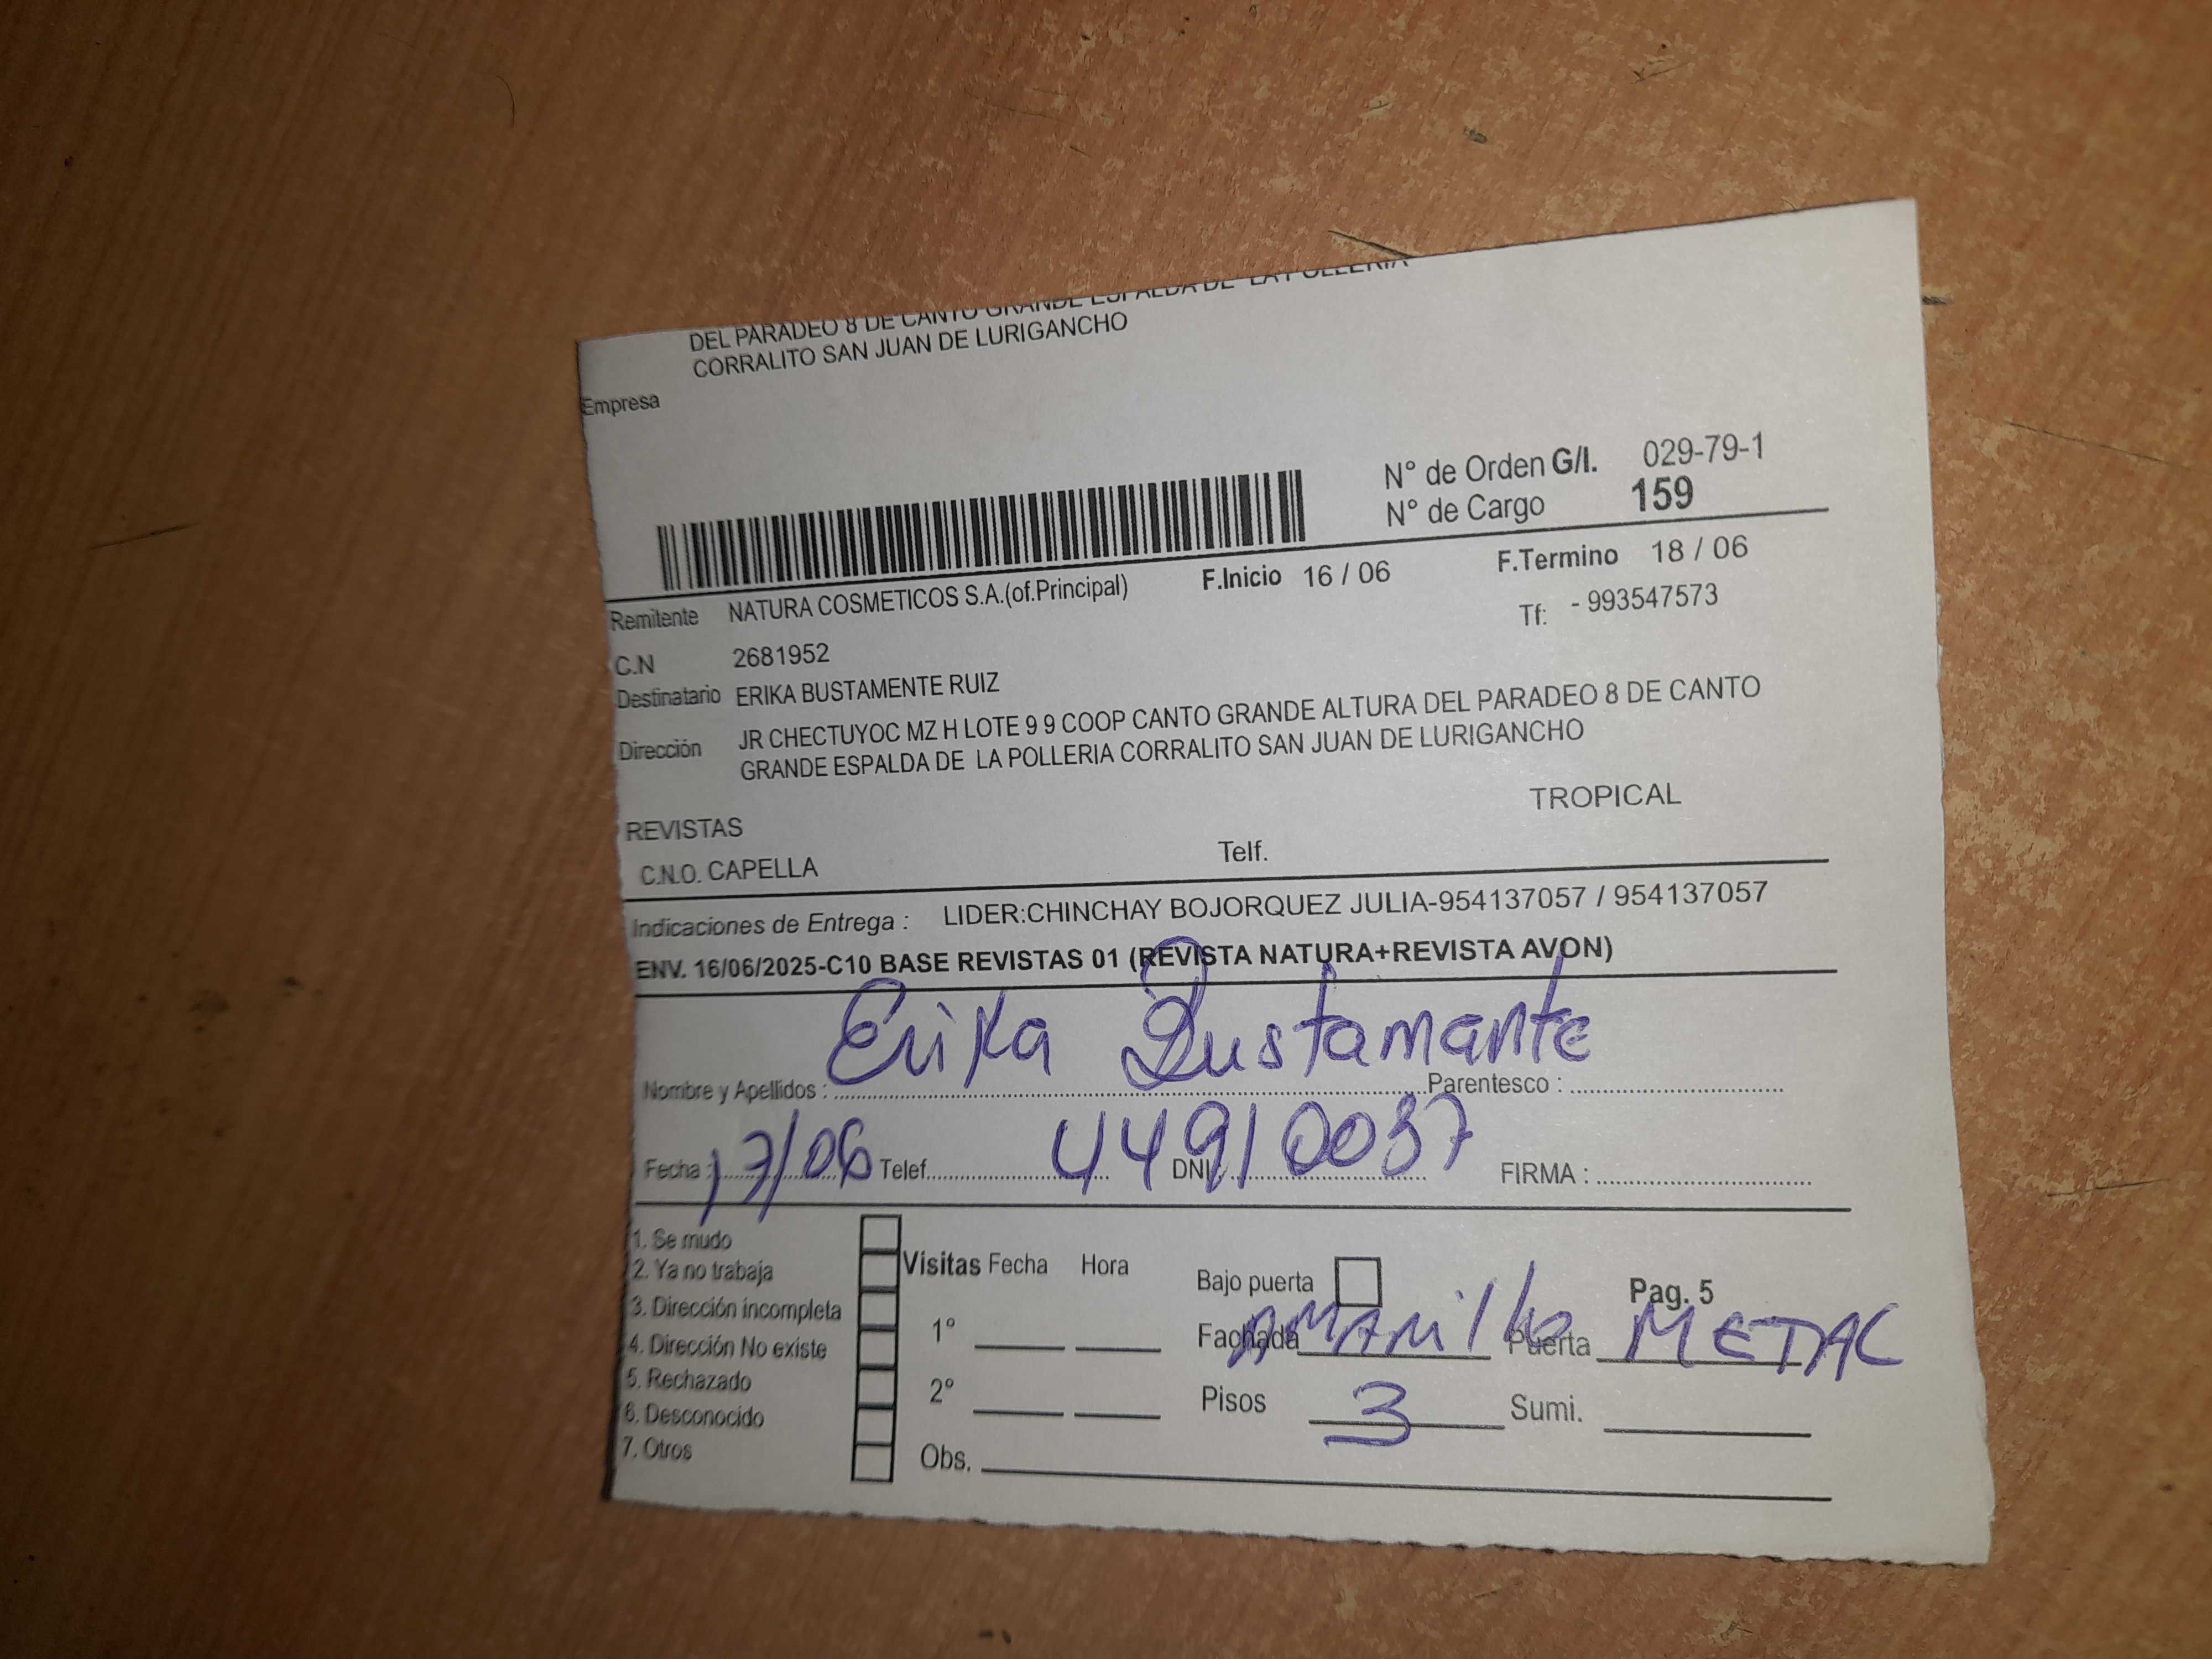 DEL PARADEO 8 DE CANTO GRANDE ESPALDA DE LA POLLERIA
CORRALITO SAN JUAN DE LURIGANCHO
Empresa
N° de Orden G/I. 029-79-1
N° de Cargo 159
Remitente NATURA COSMETICOS S.A.(of.Principal) F.Inicio 16 / 06 F.Termino 18 / 06
C.N 2681952 Tf: - 993547573
Destinatario ERIKA BUSTAMENTE RUIZ
Dirección JR CHECTUYOC MZ H LOTE 9 9 COOP CANTO GRANDE ALTURA DEL PARADEO 8 DE CANTO
GRANDE ESPALDA DE LA POLLERIA CORRALITO SAN JUAN DE LURIGANCHO
TROPICAL
REVISTAS
C.N.O. CAPELLA Telf.
Indicaciones de Entrega : LIDER:CHINCHAY BOJORQUEZ JULIA-954137057 / 954137057
ENV. 16/06/2025-C10 BASE REVISTAS 01 (REVISTA NATURA+REVISTA AVON)
Nombre y Apellidos : Erika Bustamante Parentesco :
Fecha : 17/06 Telef. DNI : 44910037 FIRMA :
1. Se mudo
2. Ya no trabaja
3. Dirección incompleta
4. Dirección No existe
5. Rechazado
6. Desconocido
7. Otros
Visitas Fecha Hora
1°
2°
Obs.
Bajo puerta Pag. 5
Fachada AMARillo Puerta METAL
Pisos 3 Sumi.